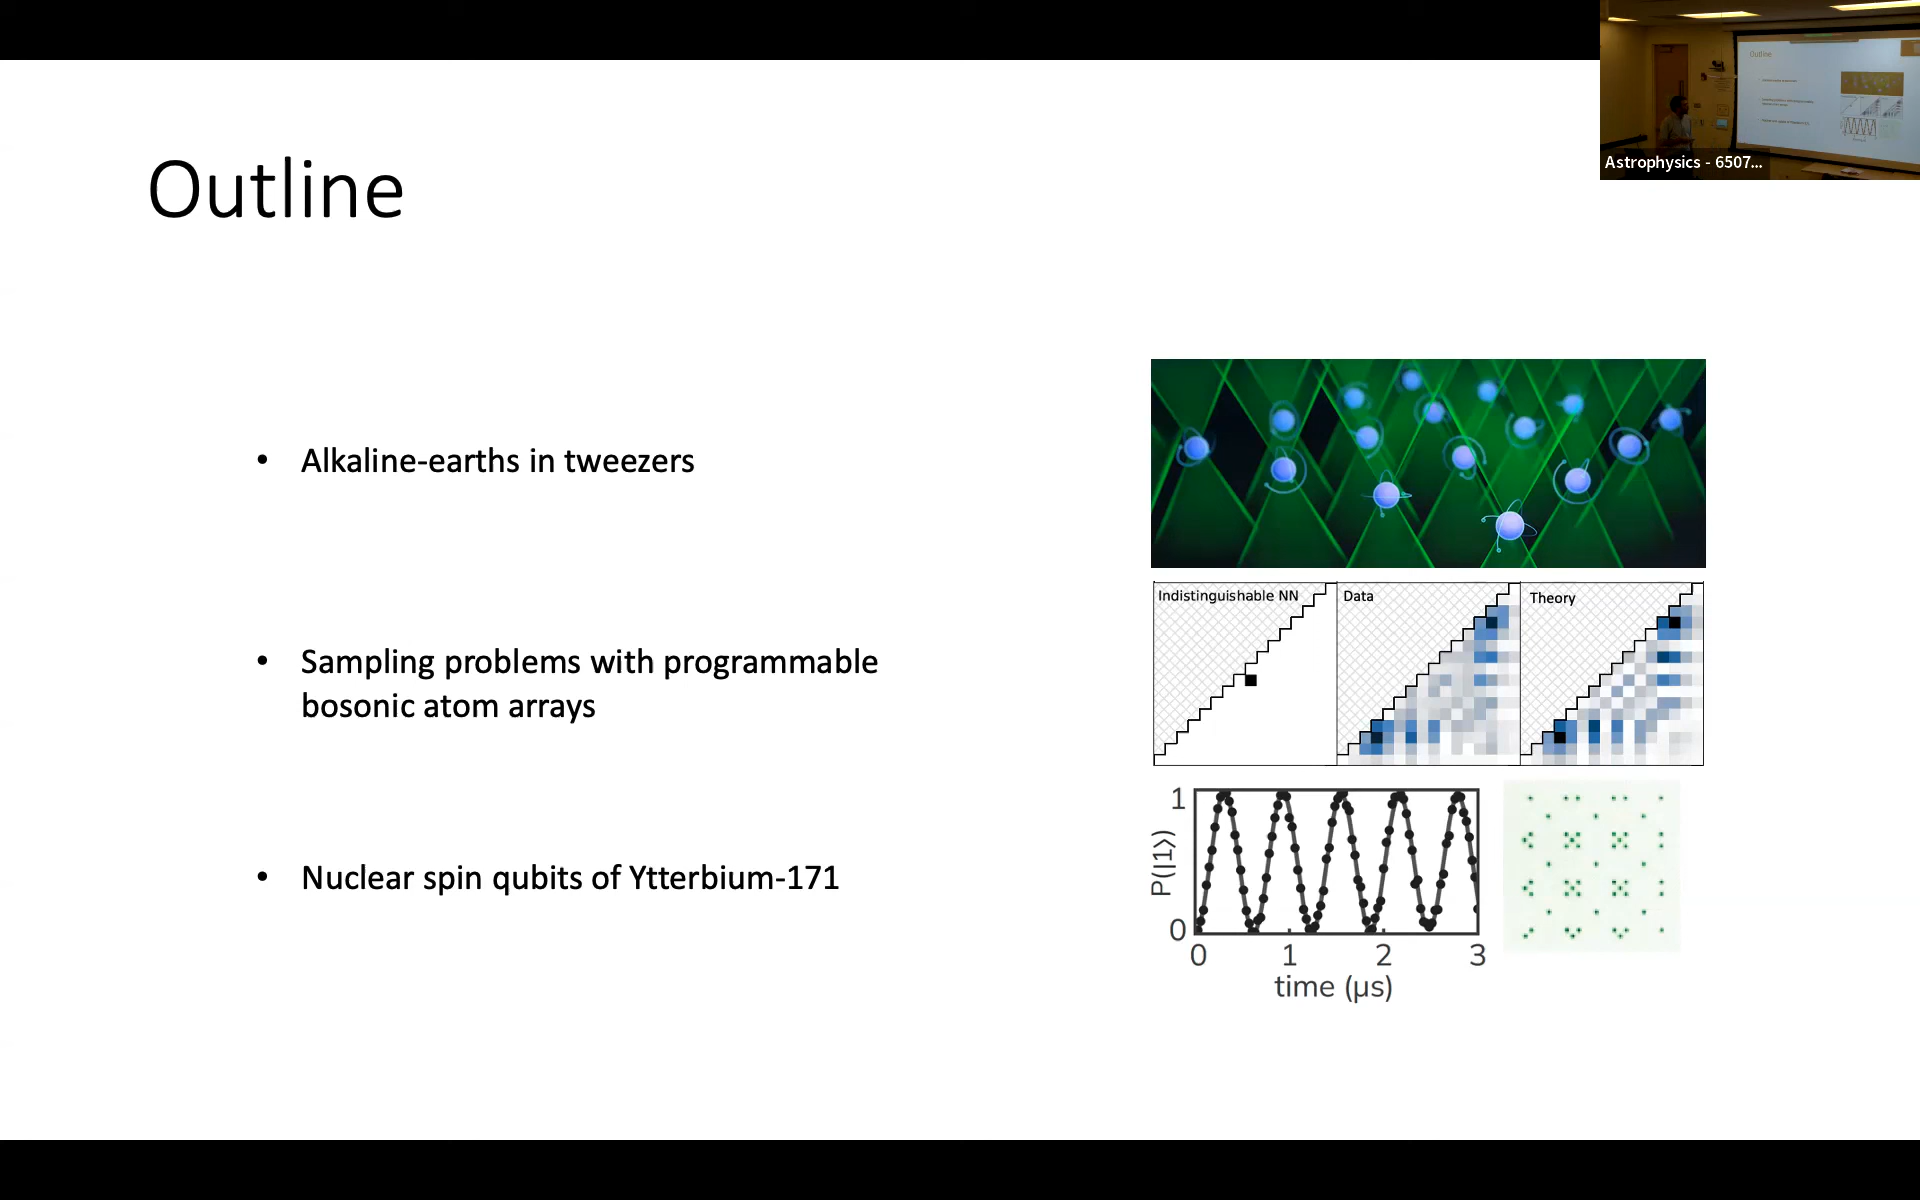 Astrophysics - 6507...
Outline
• Alkaline-earths in tweezers
• Sampling problems with programmable
bosonic atom arrays
• Nuclear spin qubits of Ytterbium-171
Indistinguishable NN
Data
Theory
1
P(|1⟩)
0
0 1 2 3
time (μs)